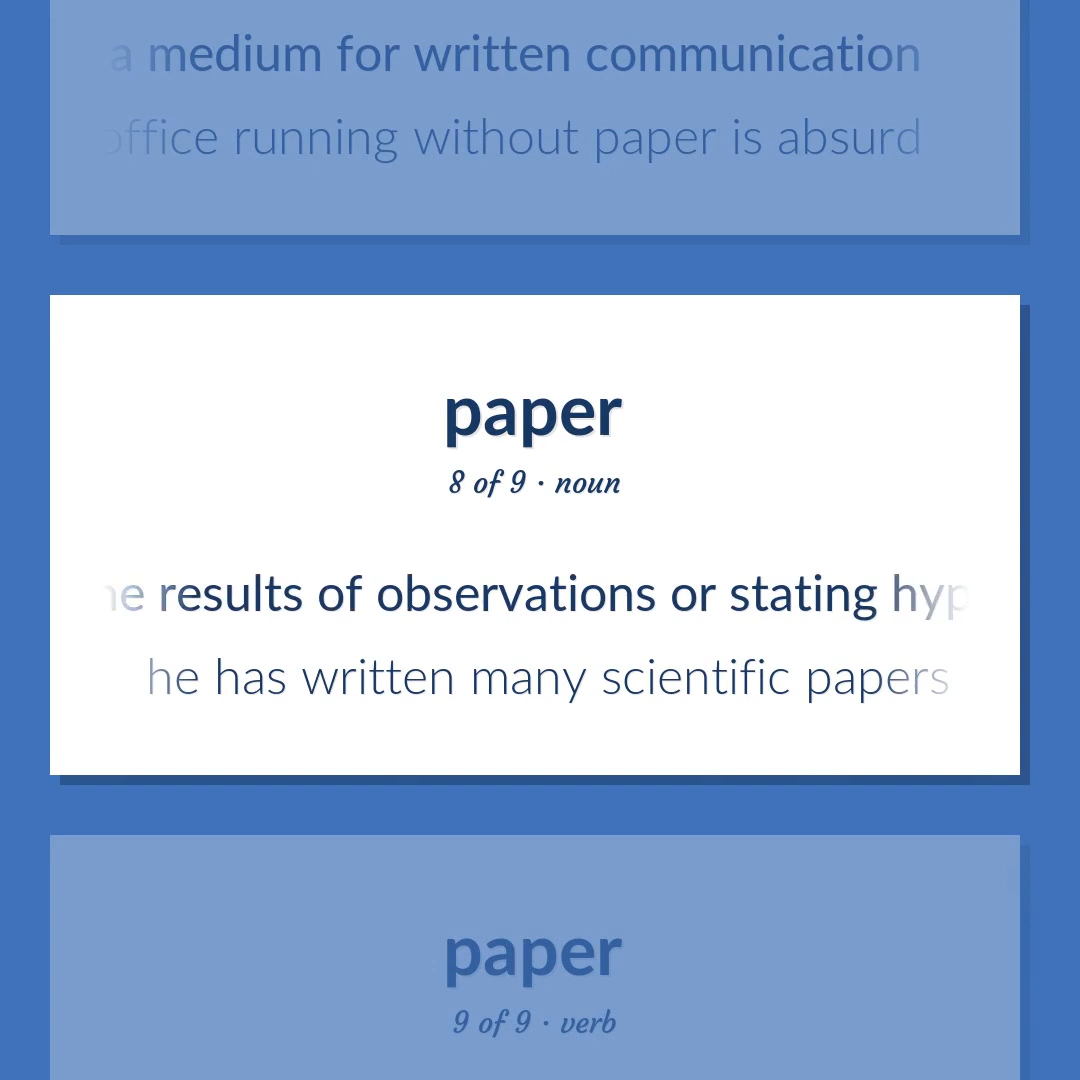 a medium for written communication
office running without paper is absurd
paper
8 of 9 · noun
results of observations or stating
he has written many scientific papers
paper
9 of 9 · verb